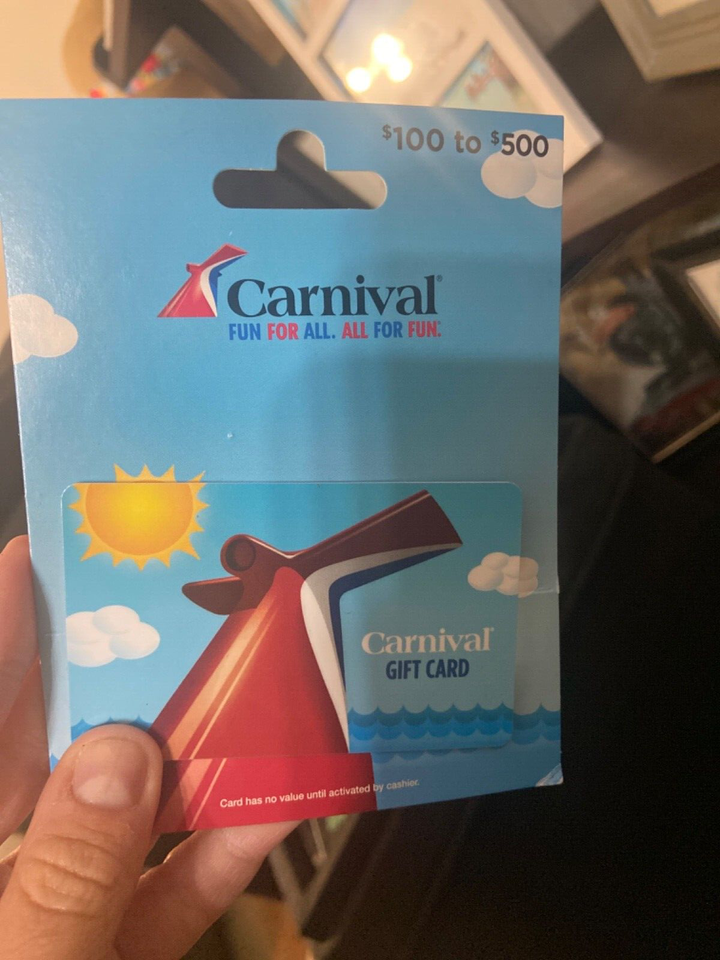 $100 to $500
Carnival®
FUN FOR ALL. ALL FOR FUN.
Carnival®
GIFT CARD
Card has no value until activated by cashier.